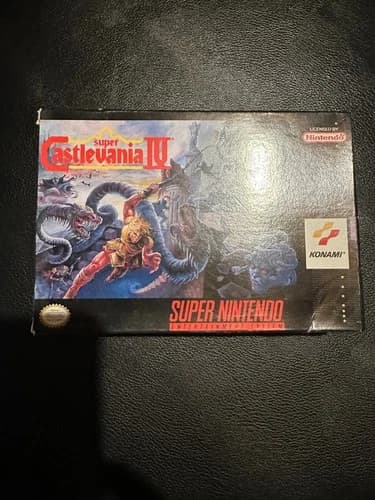 LICENSED BY
Nintendo
Super
Castlevania IV
KONAMI
SUPER NINTENDO
ENTERTAINMENT SYSTEM